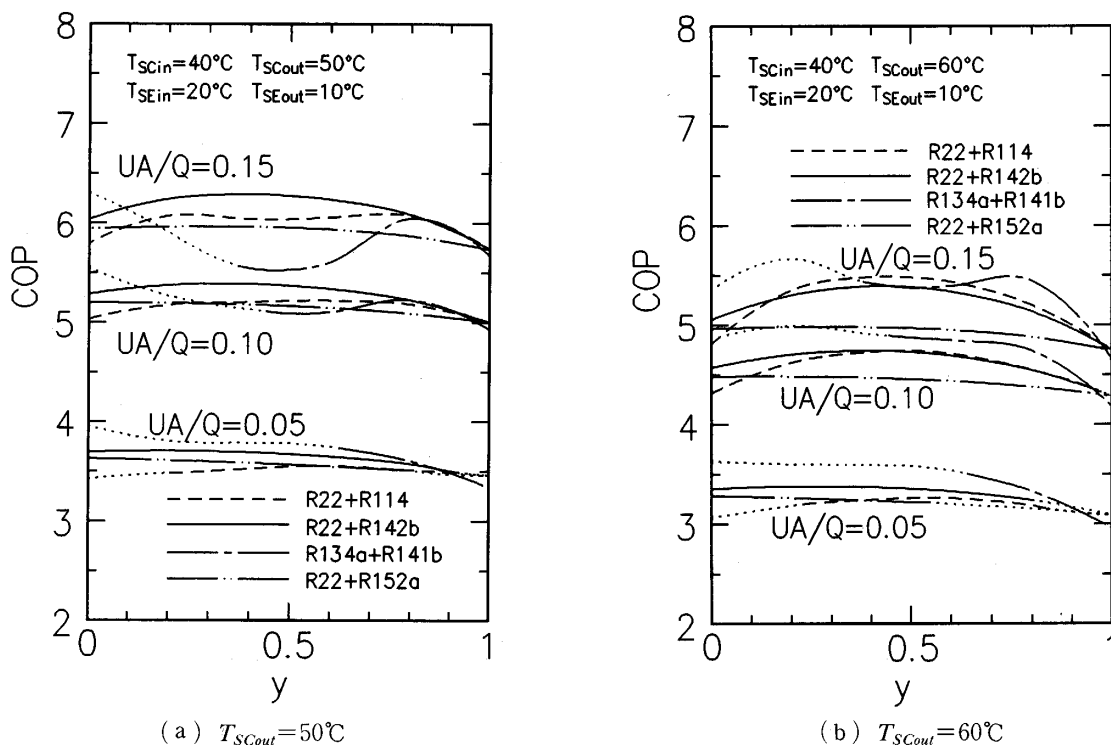 8
7
6
5
4
3
2
COP
T_SCin=40°C T_SCout=50°C
T_SEin=20°C T_SEout=10°C
UA/Q=0.15
UA/Q=0.10
UA/Q=0.05
R22+R114
R22+R142b
R134a+R141b
R22+R152a
0 0.5 1
y
(a) T_SCout=50℃
8
7
6
5
4
3
2
COP
T_SCin=40°C T_SCout=60°C
T_SEin=20°C T_SEout=10°C
R22+R114
R22+R142b
R134a+R141b
R22+R152a
UA/Q=0.15
UA/Q=0.10
UA/Q=0.05
0 0.5 1
y
(b) T_SCout=60℃